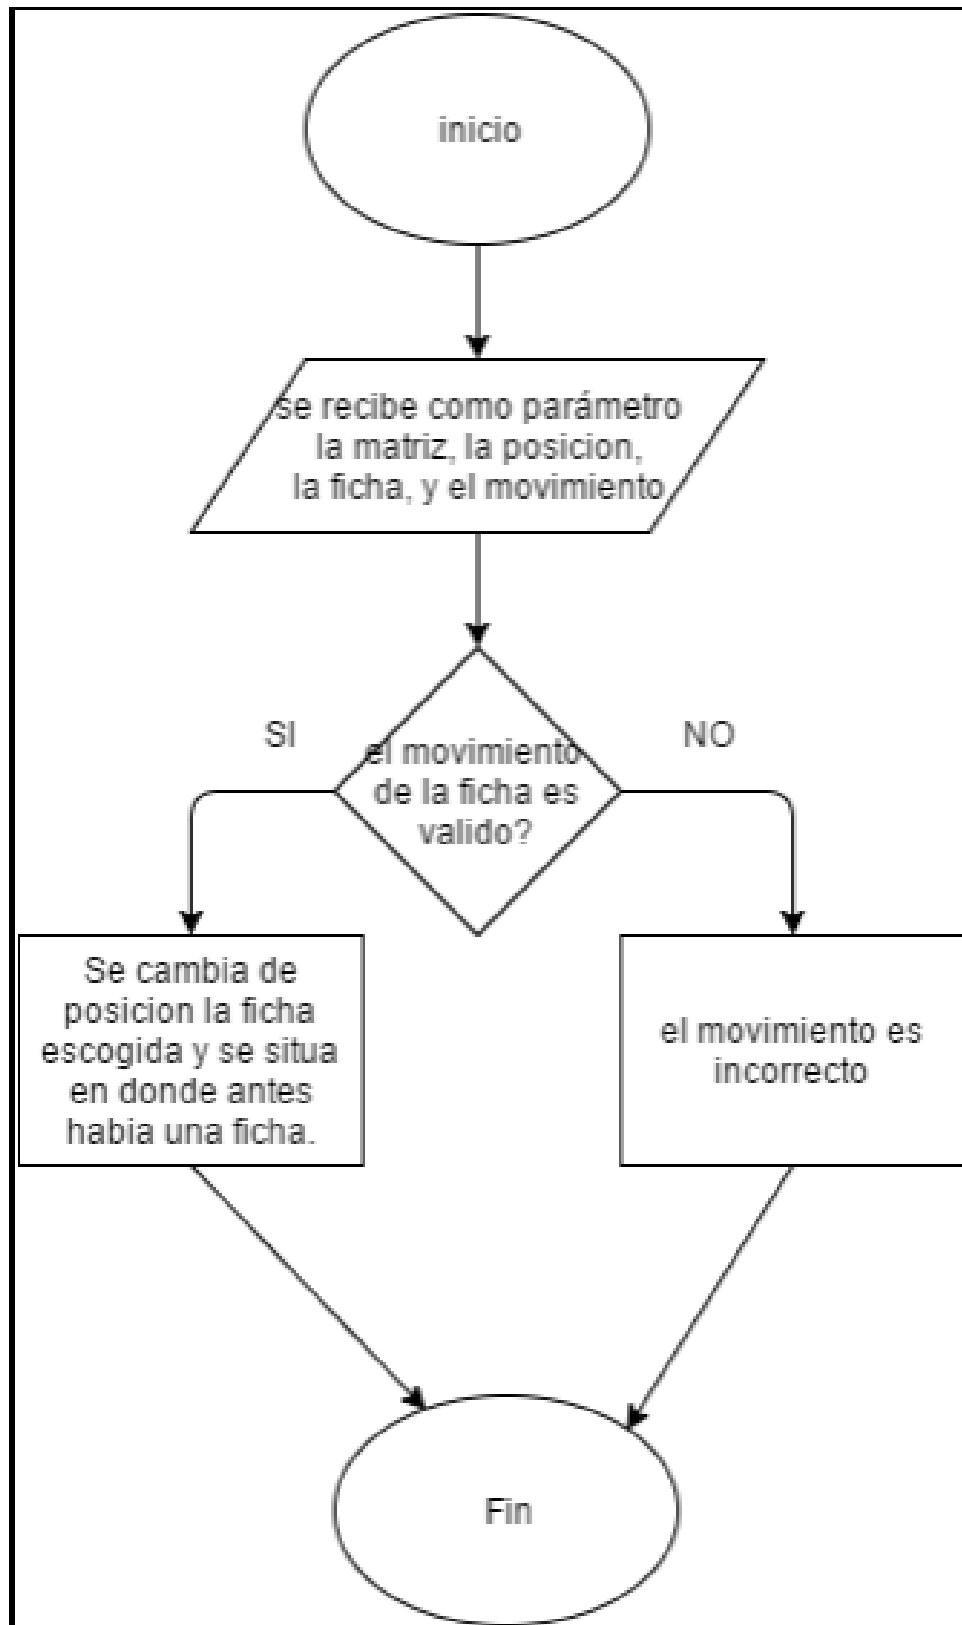 inicio
se recibe como parámetro
la matriz, la posicion,
la ficha, y el movimiento
SI
NO
el movimiento
de la ficha es
valido?
Se cambia de
posicion la ficha
escogida y se situa
en donde antes
habia una ficha.
el movimiento es
incorrecto
Fin